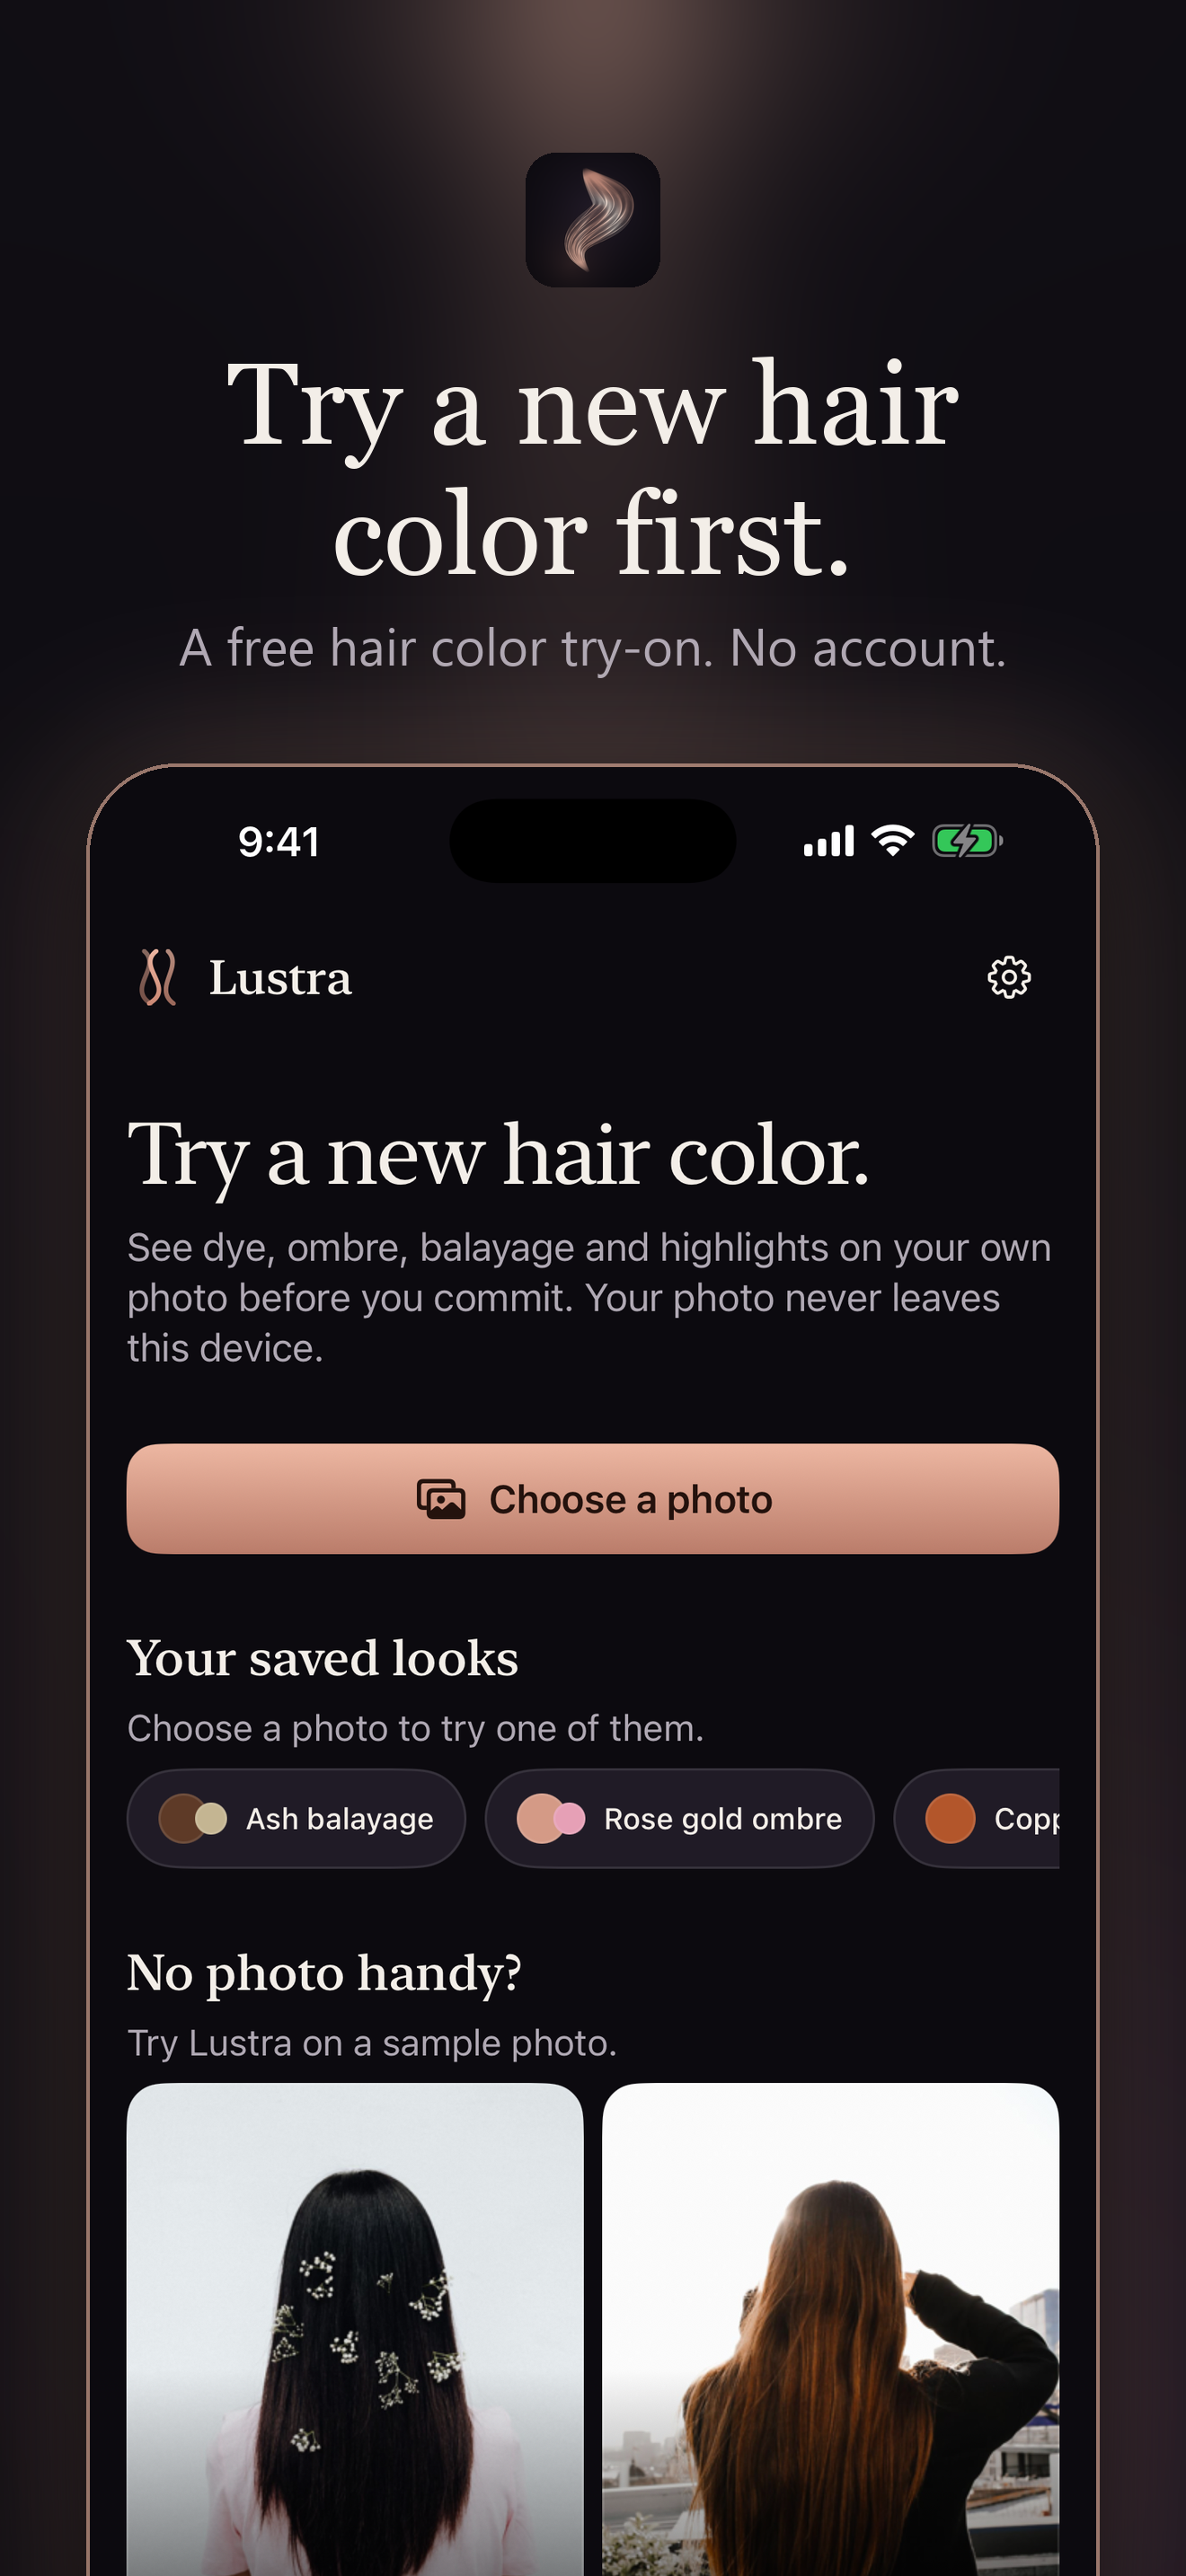 Try a new hair
color first.
A free hair color try-on. No account.
9:41
Lustra
Try a new hair color.
See dye, ombre, balayage and highlights on your own
photo before you commit. Your photo never leaves
this device.
Choose a photo
Your saved looks
Choose a photo to try one of them.
Ash balayage
Rose gold ombre
Copp
No photo handy?
Try Lustra on a sample photo.